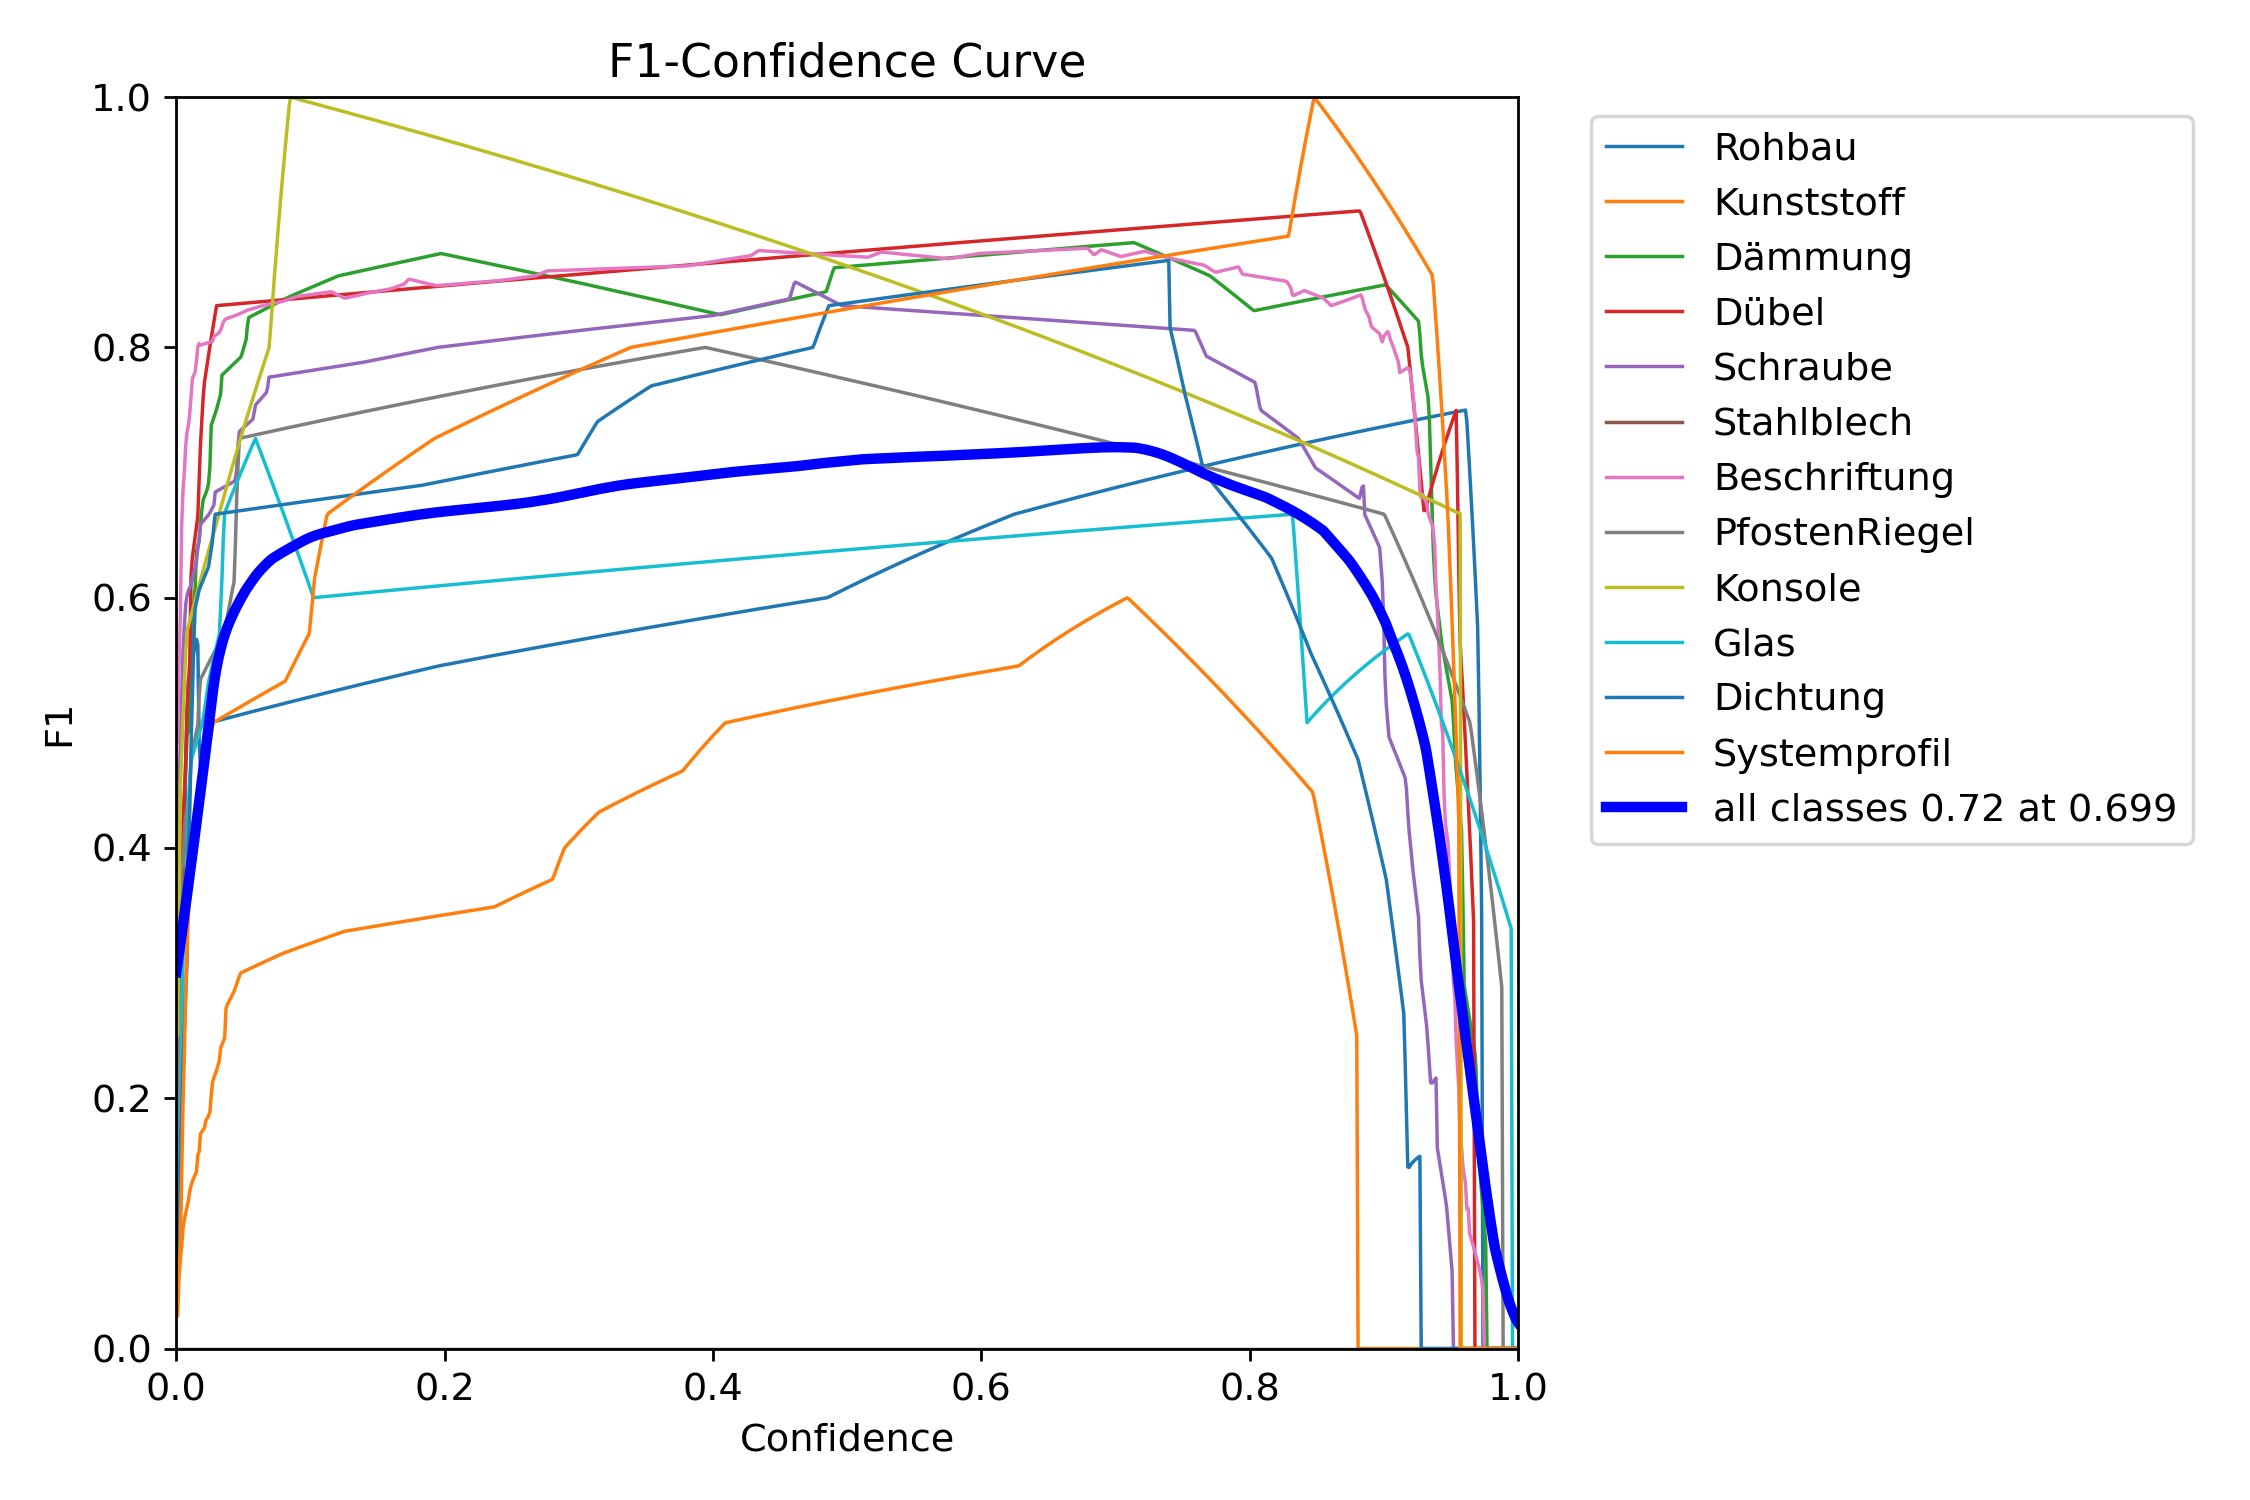 F1-Confidence Curve
1.0
0.8
0.6
0.4
0.2
0.0
F1
0.0 0.2 0.4 0.6 0.8 1.0
Confidence
Rohbau
Kunststoff
Dämmung
Dübel
Schraube
Stahlblech
Beschriftung
PfostenRiegel
Konsole
Glas
Dichtung
Systemprofil
all classes 0.72 at 0.699